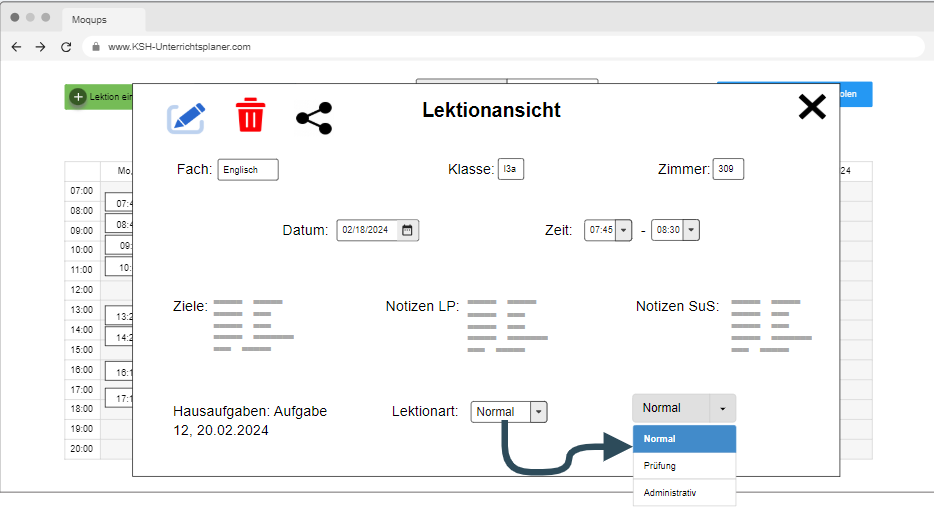 Moqups
www.KSH-Unterrichtsplaner.com
Lektion ein
olen
Lektionansicht
Fach: Englisch
Klasse: I3a
Zimmer: 309
Mo,
24
Datum: 02/18/2024
Zeit: 07:45 - 08:30
07:00
08:00
09:00
10:00
11:00
12:00
13:00
14:00
15:00
16:00
17:00
18:00
19:00
20:00
07:4
08:4
09:
10:
13:2
14:2
16:1
17:1
Ziele:
Notizen LP:
Notizen SuS:
Hausaufgaben: Aufgabe
12, 20.02.2024
Lektionart: Normal
Normal
Normal
Prüfung
Administrativ